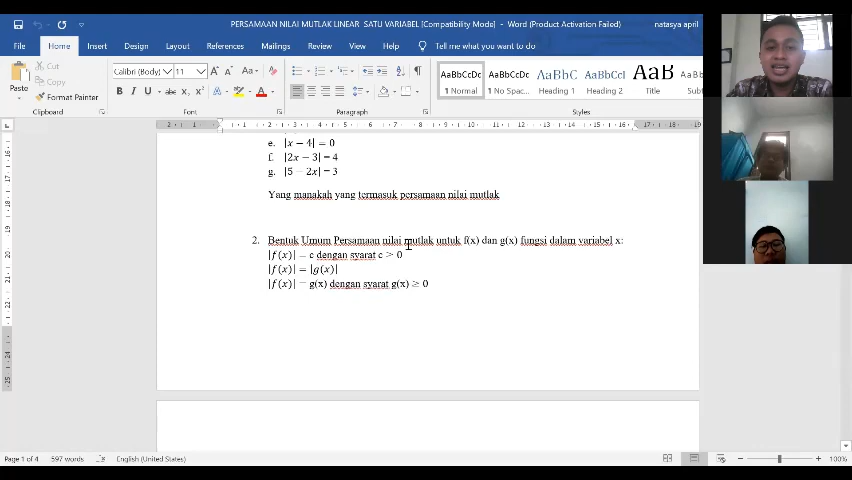 PERSAMAAN NILAI MUTLAK LINEAR SATU VARIABEL [Compatibility Mode] - Word (Product Activation Failed)
natasya april
File Home Insert Design Layout References Mailings Review View Help Tell me what you want to do
Cut
Copy
Format Painter
Paste
Calibri (Body) 11
AaBbCcDc AaBbCcDc AaBbC AaBbCcI AaB AaBbC
1 Normal 1 No Spac... Heading 1 Heading 2 Title Subt
Clipboard Font Paragraph Styles
e. |x − 4| = 0
f. |2x − 3| = 4
g. |5 − 2x| = 3
Yang manakah yang termasuk persamaan nilai mutlak
2. Bentuk Umum Persamaan nilai mutlak untuk f(x) dan g(x) fungsi dalam variabel x:
|f(x)| = c dengan syarat c > 0
|f(x)| = |g(x)|
|f(x)| = g(x) dengan syarat g(x) ≥ 0
Page 1 of 4 597 words English (United States) 100%